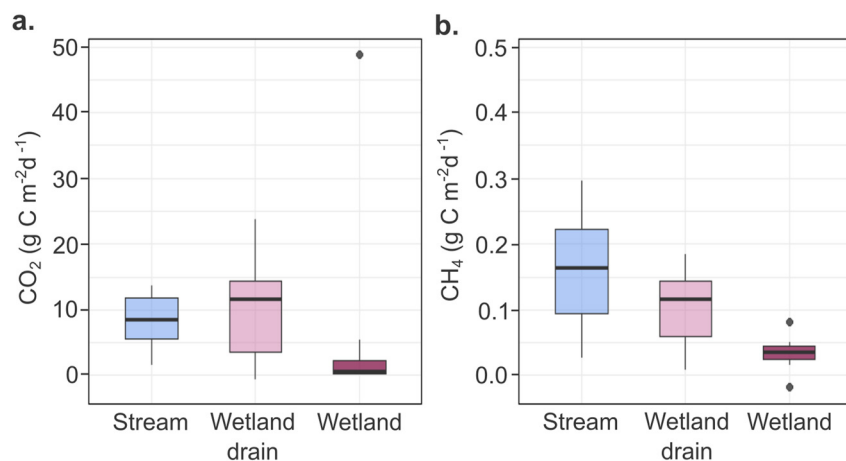 a.
CO₂ (g C m⁻²d⁻¹)
50
40
30
20
10
0
Stream
Wetland
drain
Wetland
b.
CH₄ (g C m⁻²d⁻¹)
0.5
0.4
0.3
0.2
0.1
0.0
Stream
Wetland
drain
Wetland